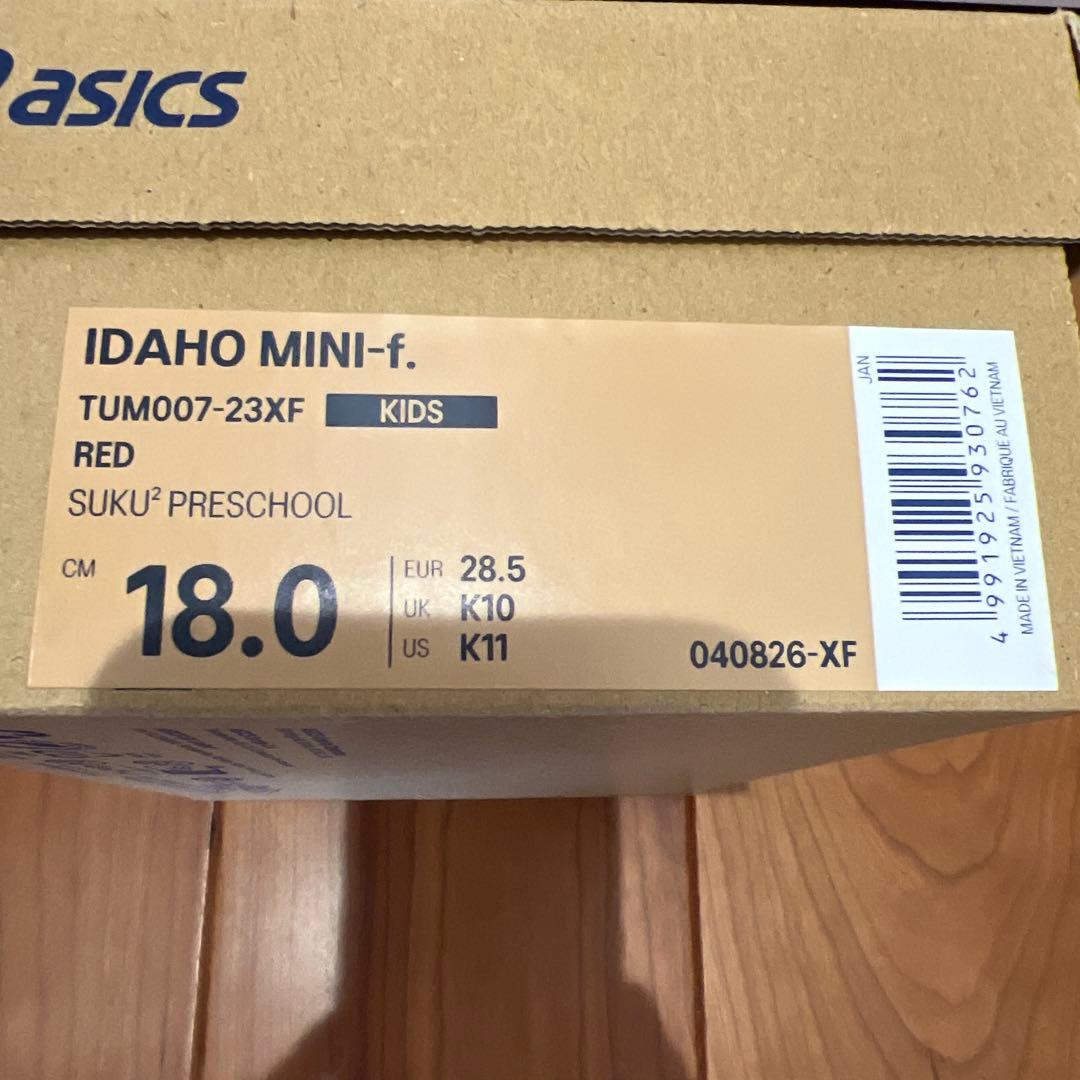 asics
IDAHO MINI-f.
TUM007-23XF KIDS
RED
SUKU² PRESCHOOL
CM 18.0
EUR 28.5
UK K10
US K11
040826-XF
JAN
4991925930762
MADE IN VIETNAM / FABRIQUE AU VIETNAM